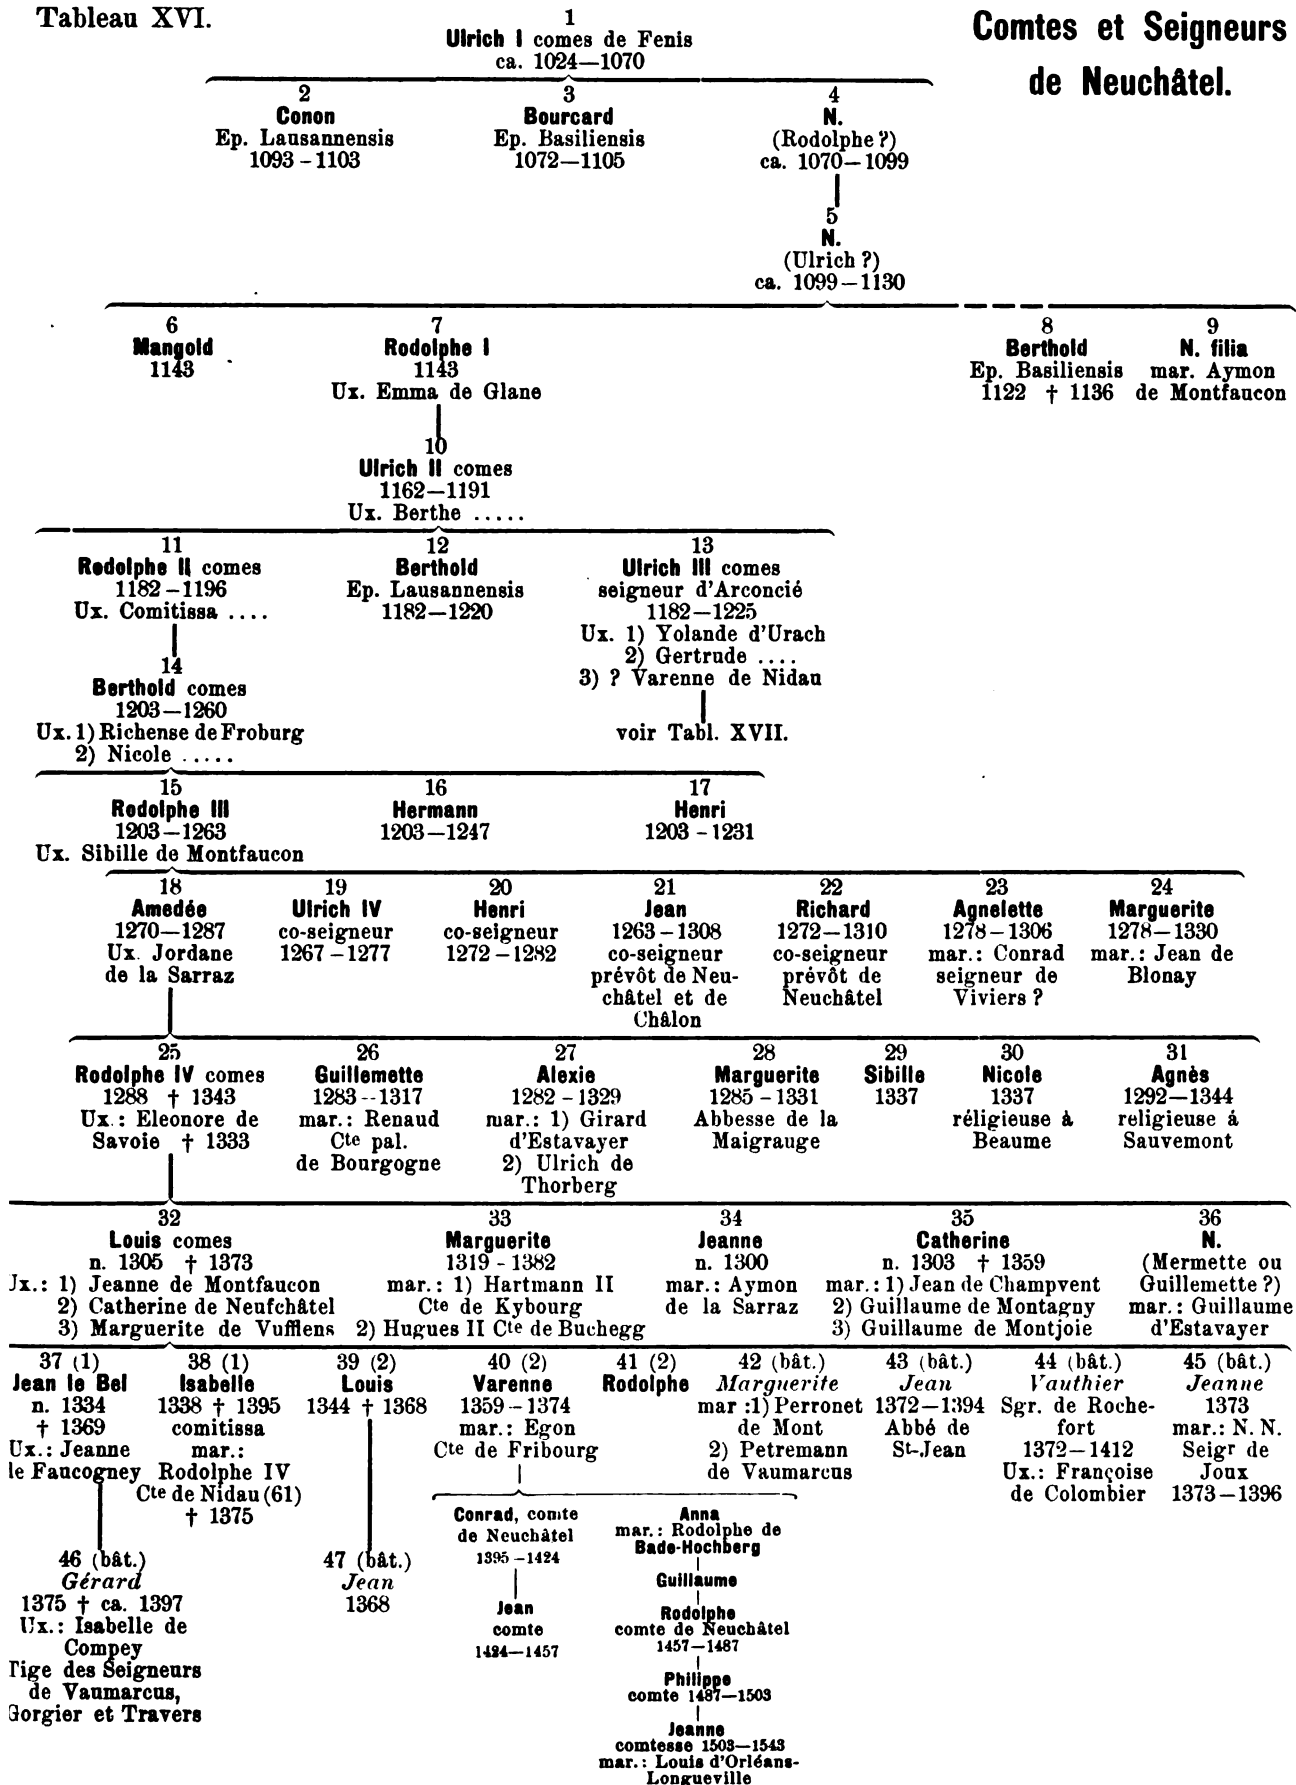 Tableau XVI.
Comtes et Seigneurs
de Neuchâtel.
1
Ulrich I comes de Fenis
ca. 1024—1070
2
Conon
Ep. Lausannensis
1093 – 1103
3
Bourcard
Ep. Basiliensis
1072—1105
4
N.
(Rodolphe ?)
ca. 1070—1099
5
N.
(Ulrich ?)
ca. 1099—1130
6
Mangold
1143
7
Rodolphe I
1143
Ux. Emma de Glane
8
Berthold
Ep. Basiliensis
1122 † 1136
9
N. filia
mar. Aymon
de Montfaucon
10
Ulrich II comes
1162—1191
Ux. Berthe .....
11
Rodolphe II comes
1182 – 1196
Ux. Comitissa ....
12
Berthold
Ep. Lausannensis
1182—1220
13
Ulrich III comes
seigneur d'Arconcié
1182—1225
Ux. 1) Yolande d'Urach
2) Gertrude ....
3) ? Varenne de Nidau
voir Tabl. XVII.
14
Berthold comes
1203—1260
Ux. 1) Richense de Froburg
2) Nicole .....
15
Rodolphe III
1203—1263
Ux. Sibille de Montfaucon
16
Hermann
1203—1247
17
Henri
1203 - 1231
18
Amedée
1270—1287
Ux. Jordane
de la Sarraz
19
Ulrich IV
co-seigneur
1267 – 1277
20
Henri
co-seigneur
1272 – 1282
21
Jean
1263 – 1308
co-seigneur
prévôt de Neu-
châtel et de
Châlon
22
Richard
1272—1310
co-seigneur
prévôt de
Neuchâtel
23
Agnelette
1278 – 1306
mar.: Conrad
seigneur de
Viviers ?
24
Marguerite
1278—1330
mar.: Jean de
Blonay
25
Rodolphe IV comes
1288 † 1343
Ux.: Eleonore de
Savoie † 1333
26
Guillemette
1283 - - 1317
mar.: Renaud
Cte pal.
de Bourgogne
27
Alexie
1282 - 1329
mar.: 1) Girard
d'Estavayer
2) Ulrich de
Thorberg
28
Marguerite
1285 - 1331
Abbesse de la
Maigrauge
29
Sibille
1337
30
Nicole
1337
réligieuse à
Beaume
31
Agnès
1292—1344
religieuse á
Sauvemont
32
Louis comes
n. 1305 † 1373
Ux.: 1) Jeanne de Montfaucon
2) Catherine de Neufchâtel
3) Marguerite de Vufflens
33
Marguerite
1319 - 1382
mar.: 1) Hartmann II
Cte de Kybourg
2) Hugues II Cte de Buchegg
34
Jeanne
n. 1300
mar.: Aymon
de la Sarraz
35
Catherine
n. 1303 † 1359
mar.: 1) Jean de Champvent
2) Guillaume de Montagny
3) Guillaume de Montjoie
36
N.
(Mermette ou
Guillemette ?)
mar.: Guillaume
d'Estavayer
37 (1)
Jean le Bel
n. 1334
† 1369
Ux.: Jeanne
le Faucogney
38 (1)
Isabelle
1338 † 1395
comitissa
mar.:
Rodolphe IV
Cte de Nidau (61)
† 1375
39 (2)
Louis
1344 † 1368
40 (2)
Varenne
1359 – 1374
mar.: Egon
Cte de Fribourg
41 (2)
Rodolphe
42 (bât.)
Marguerite
mar :1) Perronet
de Mont
2) Petremann
de Vaumarcus
43 (bât.)
Jean
1372—1394
Abbé de
St-Jean
44 (bât.)
Vauthier
Sgr. de Roche-
fort
1372—1412
Ux.: Françoise
de Colombier
45 (bât.)
Jeanne
1373
mar.: N. N.
Seigr de
Joux
1373—1396
46 (bât.)
Gérard
1375 † ca. 1397
Ux.: Isabelle de
Compey
Tige des Seigneurs
de Vaumarcus,
Gorgier et Travers
47 (bât.)
Jean
1368
Conrad, comte
de Neuchâtel
1395 – 1424
Jean
comte
1424—1457
Anna
mar.: Rodolphe de
Bade-Hochberg
Guillaume
Rodolphe
comte de Neuchâtel
1457—1487
Philippe
comte 1487—1503
Jeanne
comtesse 1503—1543
mar.: Louis d'Orléans-
Longueville